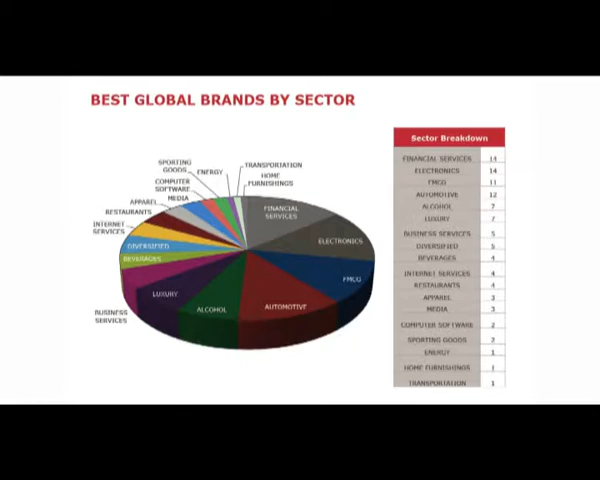 BEST GLOBAL BRANDS BY SECTOR
SPORTING
GOODS
ENERGY
TRANSPORTATION
HOME
FURNISHINGS
COMPUTER
SOFTWARE
MEDIA
APPAREL
RESTAURANTS
INTERNET
SERVICES
DIVERSIFIED
BEVERAGES
BUSINESS
SERVICES
LUXURY
ALCOHOL
AUTOMOTIVE
FMCG
ELECTRONICS
FINANCIAL
SERVICES
Sector Breakdown
FINANCIAL SERVICES 14
ELECTRONICS 14
FMCG 11
AUTOMOTIVE 12
ALCOHOL 7
LUXURY 7
BUSINESS SERVICES 5
DIVERSIFIED 5
BEVERAGES 4
INTERNET SERVICES 4
RESTAURANTS 4
APPAREL 3
MEDIA 3
COMPUTER SOFTWARE 2
SPORTING GOODS 2
ENERGY 1
HOME FURNISHINGS 1
TRANSPORTATION 1